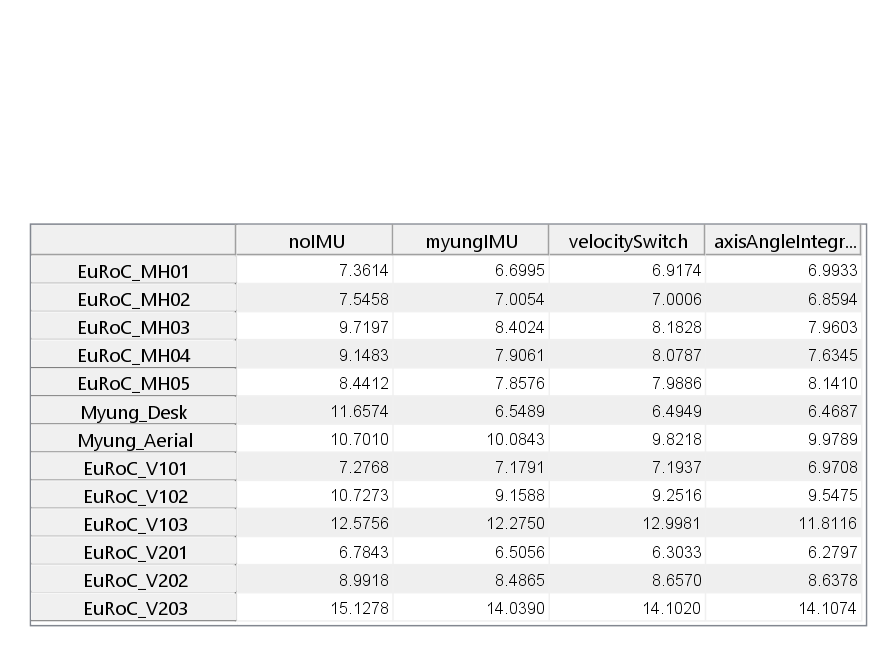 noIMU myungIMU velocitySwitch axisAngleIntegr...
EuRoC_MH01 7.3614 6.6995 6.9174 6.9933
EuRoC_MH02 7.5458 7.0054 7.0006 6.8594
EuRoC_MH03 9.7197 8.4024 8.1828 7.9603
EuRoC_MH04 9.1483 7.9061 8.0787 7.6345
EuRoC_MH05 8.4412 7.8576 7.9886 8.1410
Myung_Desk 11.6574 6.5489 6.4949 6.4687
Myung_Aerial 10.7010 10.0843 9.8218 9.9789
EuRoC_V101 7.2768 7.1791 7.1937 6.9708
EuRoC_V102 10.7273 9.1588 9.2516 9.5475
EuRoC_V103 12.5756 12.2750 12.9981 11.8116
EuRoC_V201 6.7843 6.5056 6.3033 6.2797
EuRoC_V202 8.9918 8.4865 8.6570 8.6378
EuRoC_V203 15.1278 14.0390 14.1020 14.1074